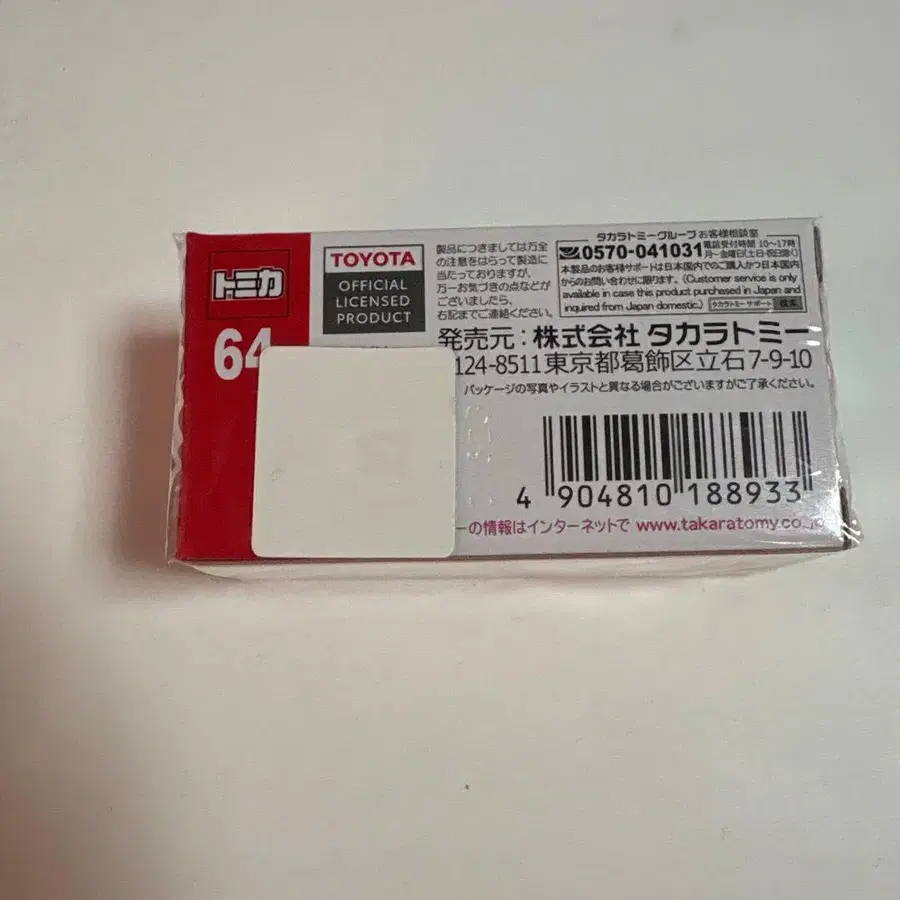 トミカ
64
TOYOTA
OFFICIAL
LICENSED
PRODUCT
製品につきましては万全
の注意をはらって製造に
当たっておりますが、
万一お気づきの点などが
ございましたら、
右記までご連絡ください。
タカラトミーグループ お客様相談室
0570-041031 電話受付時間 10〜17時
月〜金曜日(土・日・祝日除く)
本製品のお客様サポートは日本国内でのご購入かつ日本国内
からのお問い合わせに限ります。(Customer service is only
available in case this product purchased in Japan and
inquired from Japan domestic.) タカラトミー サポート 検索
発売元:株式会社 タカラトミー
124-8511 東京都葛飾区立石7-9-10
パッケージの写真やイラストと異なる場合がございますがご了承ください。
4 904810 188933
ーの情報はインターネットで www.takaratomy.co.jp